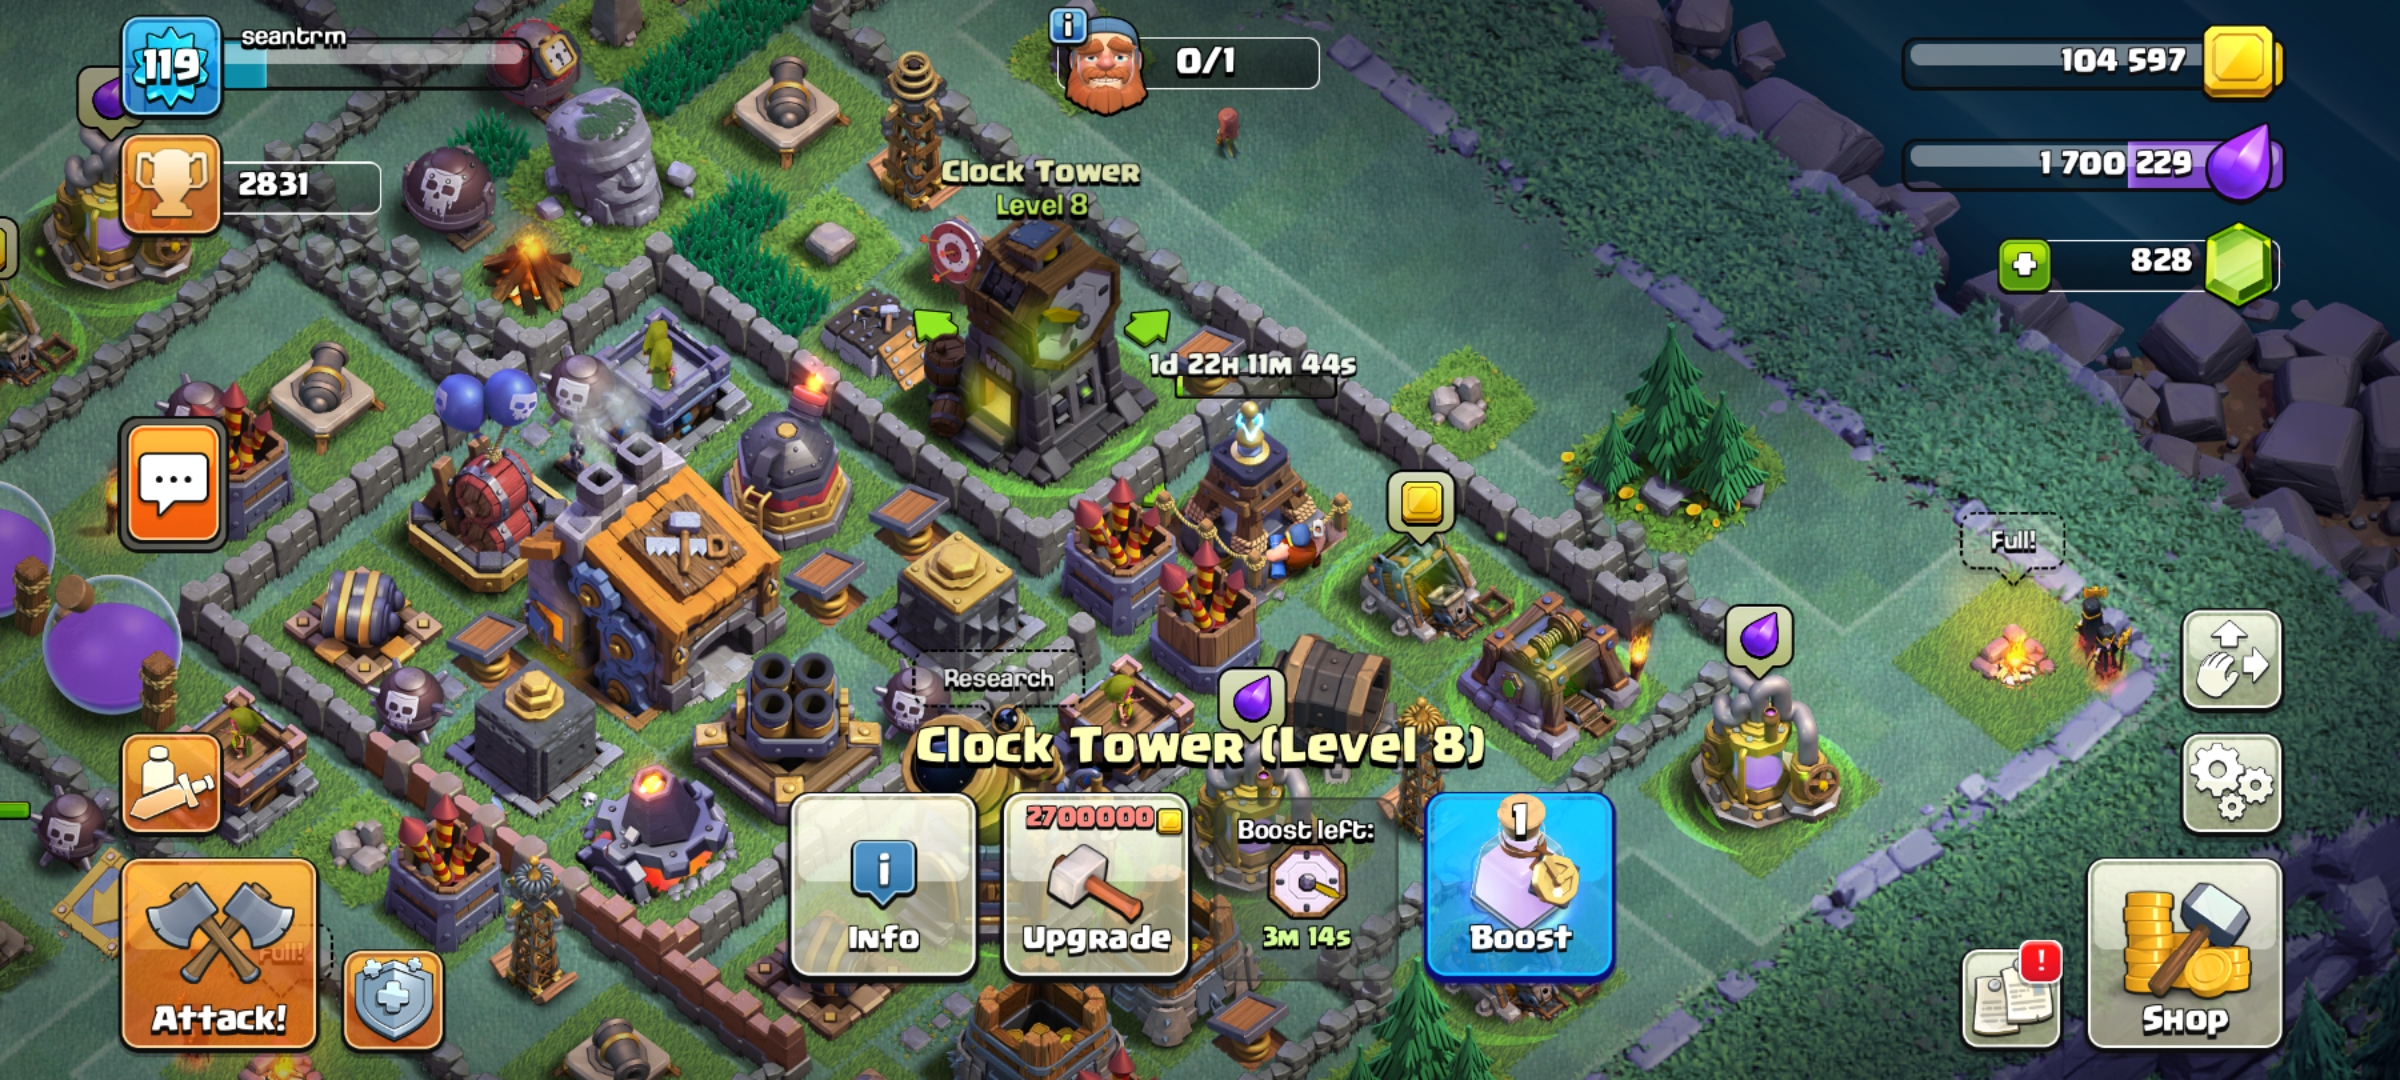 119
seantrm
0/1
104 597
2831
1 700 229
828
Clock Tower
Level 8
1d 22H 11M 44s
Full!
Research
Clock Tower (Level 8)
Info
2700000
Upgrade
Boost left:
3M 14s
1
Boost
Full!
Attack!
!
Shop